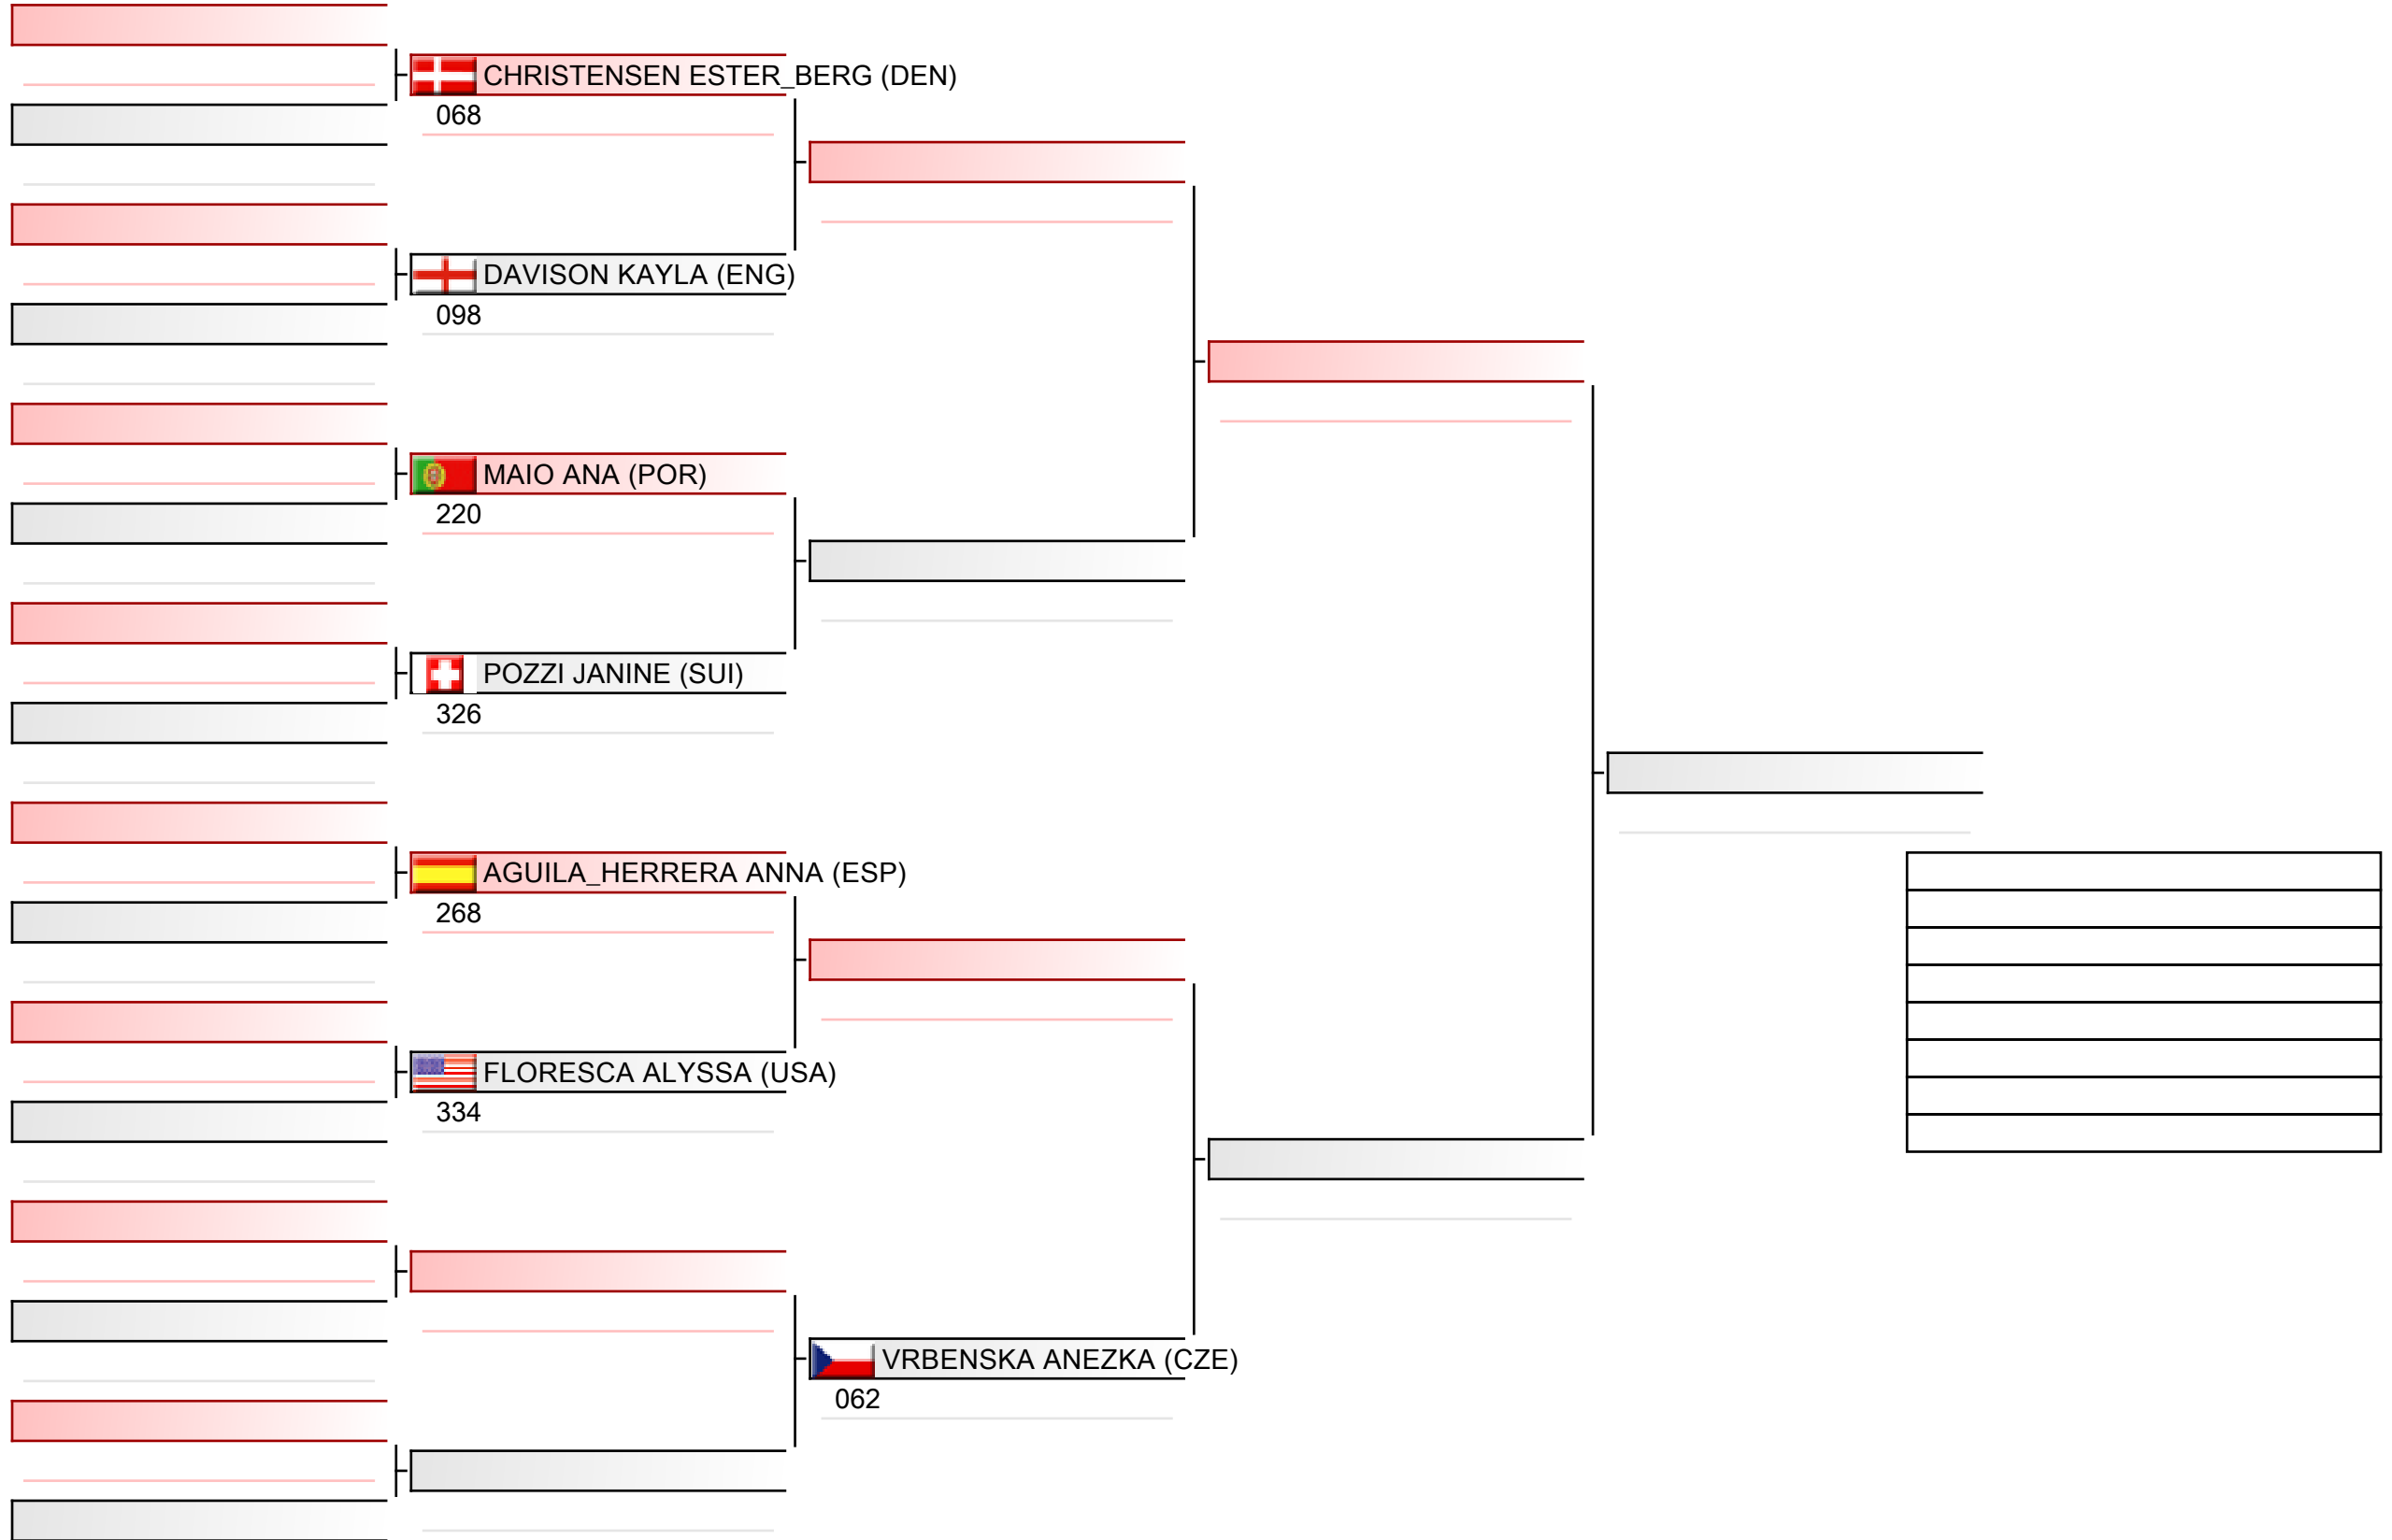 CHRISTENSEN ESTER_BERG (DEN)
068
DAVISON KAYLA (ENG)
098
MAIO ANA (POR)
220
POZZI JANINE (SUI)
326
AGUILA_HERRERA ANNA (ESP)
268
FLORESCA ALYSSA (USA)
334
VRBENSKA ANEZKA (CZE)
062